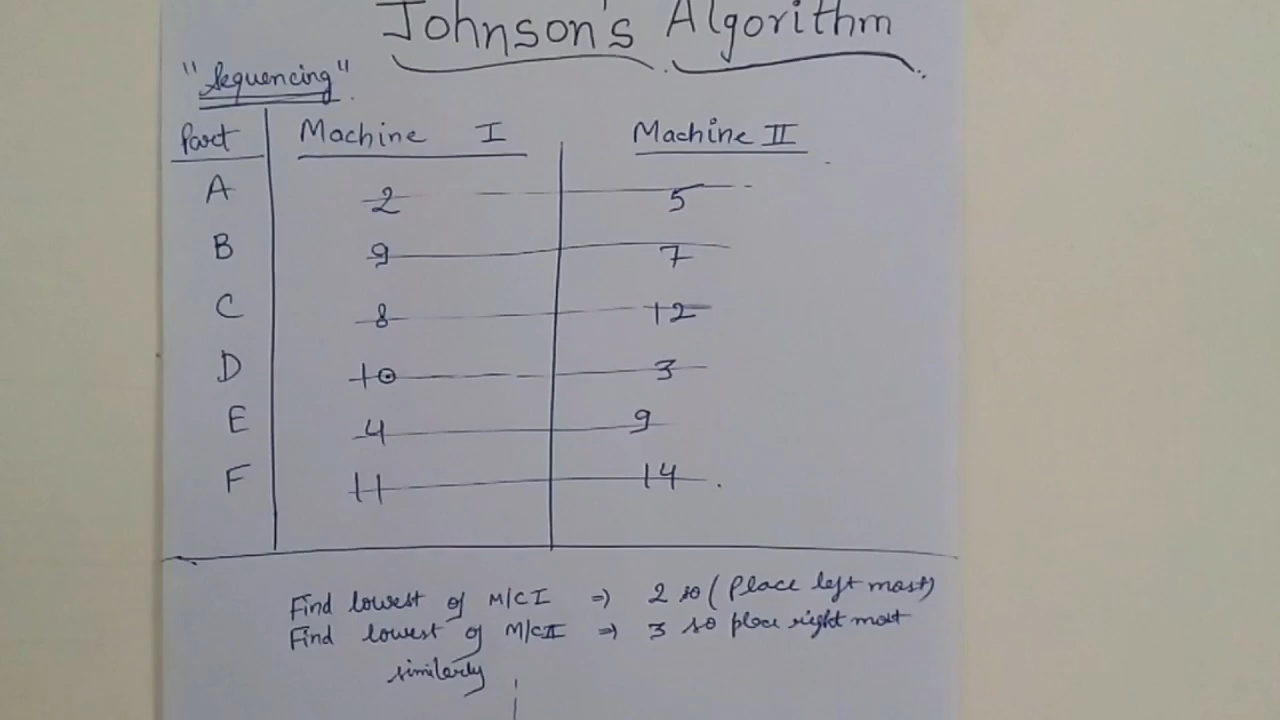 Johnson's Algorithm
"Sequencing"
Part Machine I Machine II
A 2 5
B 9 7
C 8 12
D 10 3
E 4 9
F 11 14
Find lowest of M/C I ⇒ 2 so (Place left most)
Find lowest of M/C II ⇒ 3 so place right most
similarly